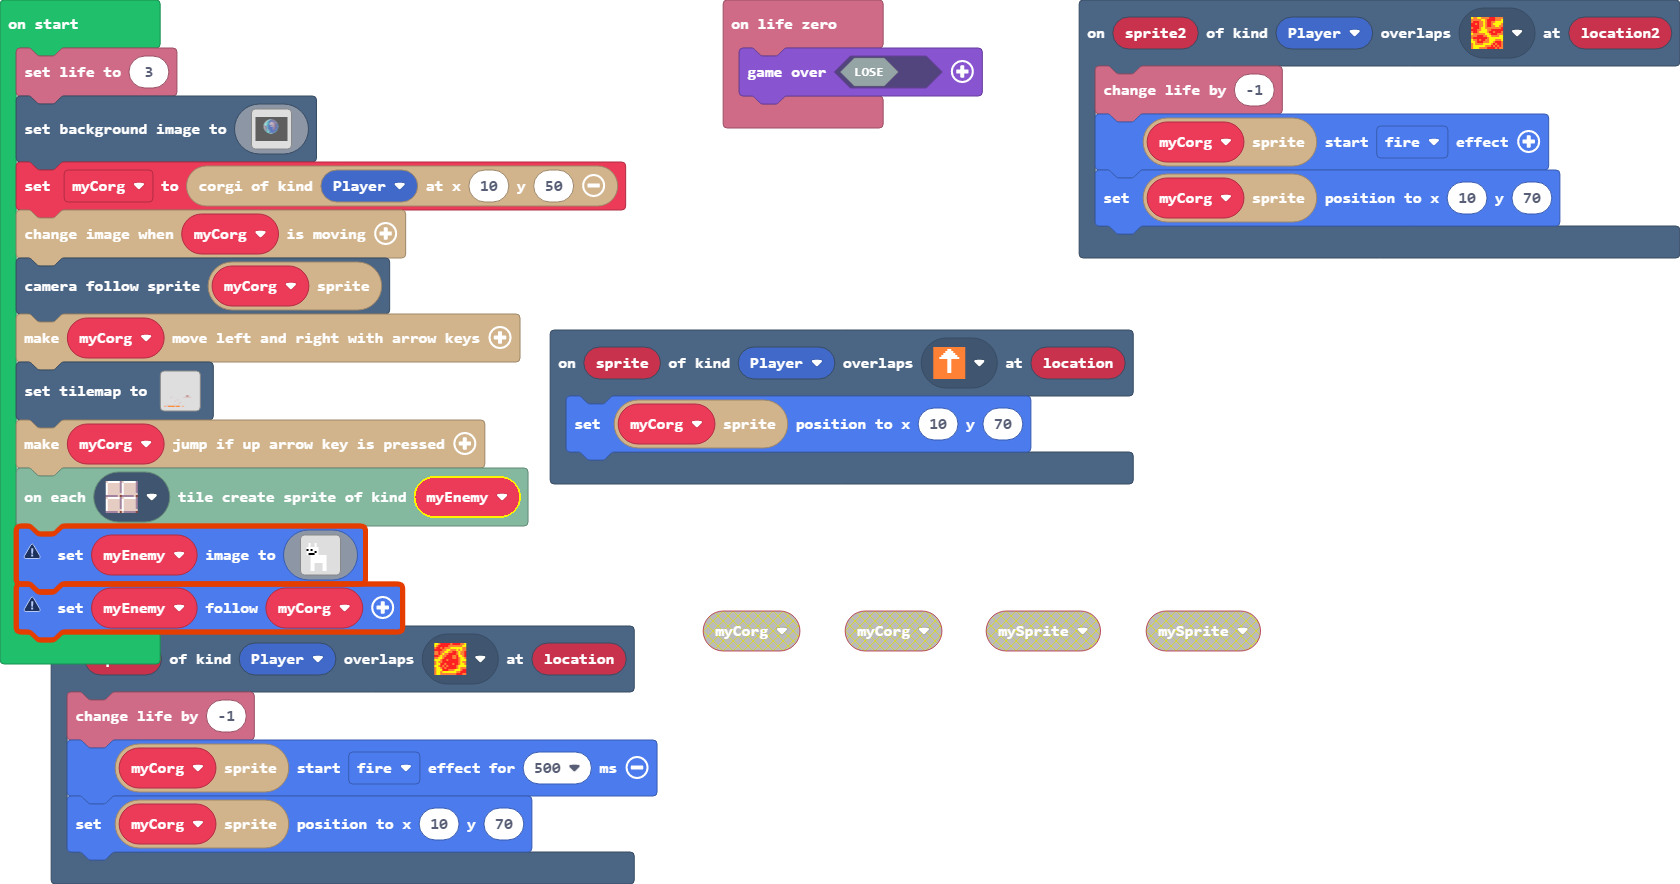 on start
set life to 3
set background image to
set myCorg to corgi of kind Player at x 10 y 50
change image when myCorg is moving
camera follow sprite myCorg sprite
make myCorg move left and right with arrow keys
set tilemap to
make myCorg jump if up arrow key is pressed
on each tile create sprite of kind myEnemy
set myEnemy image to
set myEnemy follow myCorg
of kind Player overlaps at location
change life by -1
myCorg sprite start fire effect for 500 ms
set myCorg sprite position to x 10 y 70
on life zero
game over LOSE
on sprite of kind Player overlaps at location
set myCorg sprite position to x 10 y 70
on sprite2 of kind Player overlaps at location2
change life by -1
myCorg sprite start fire effect
set myCorg sprite position to x 10 y 70
myCorg myCorg mySprite mySprite